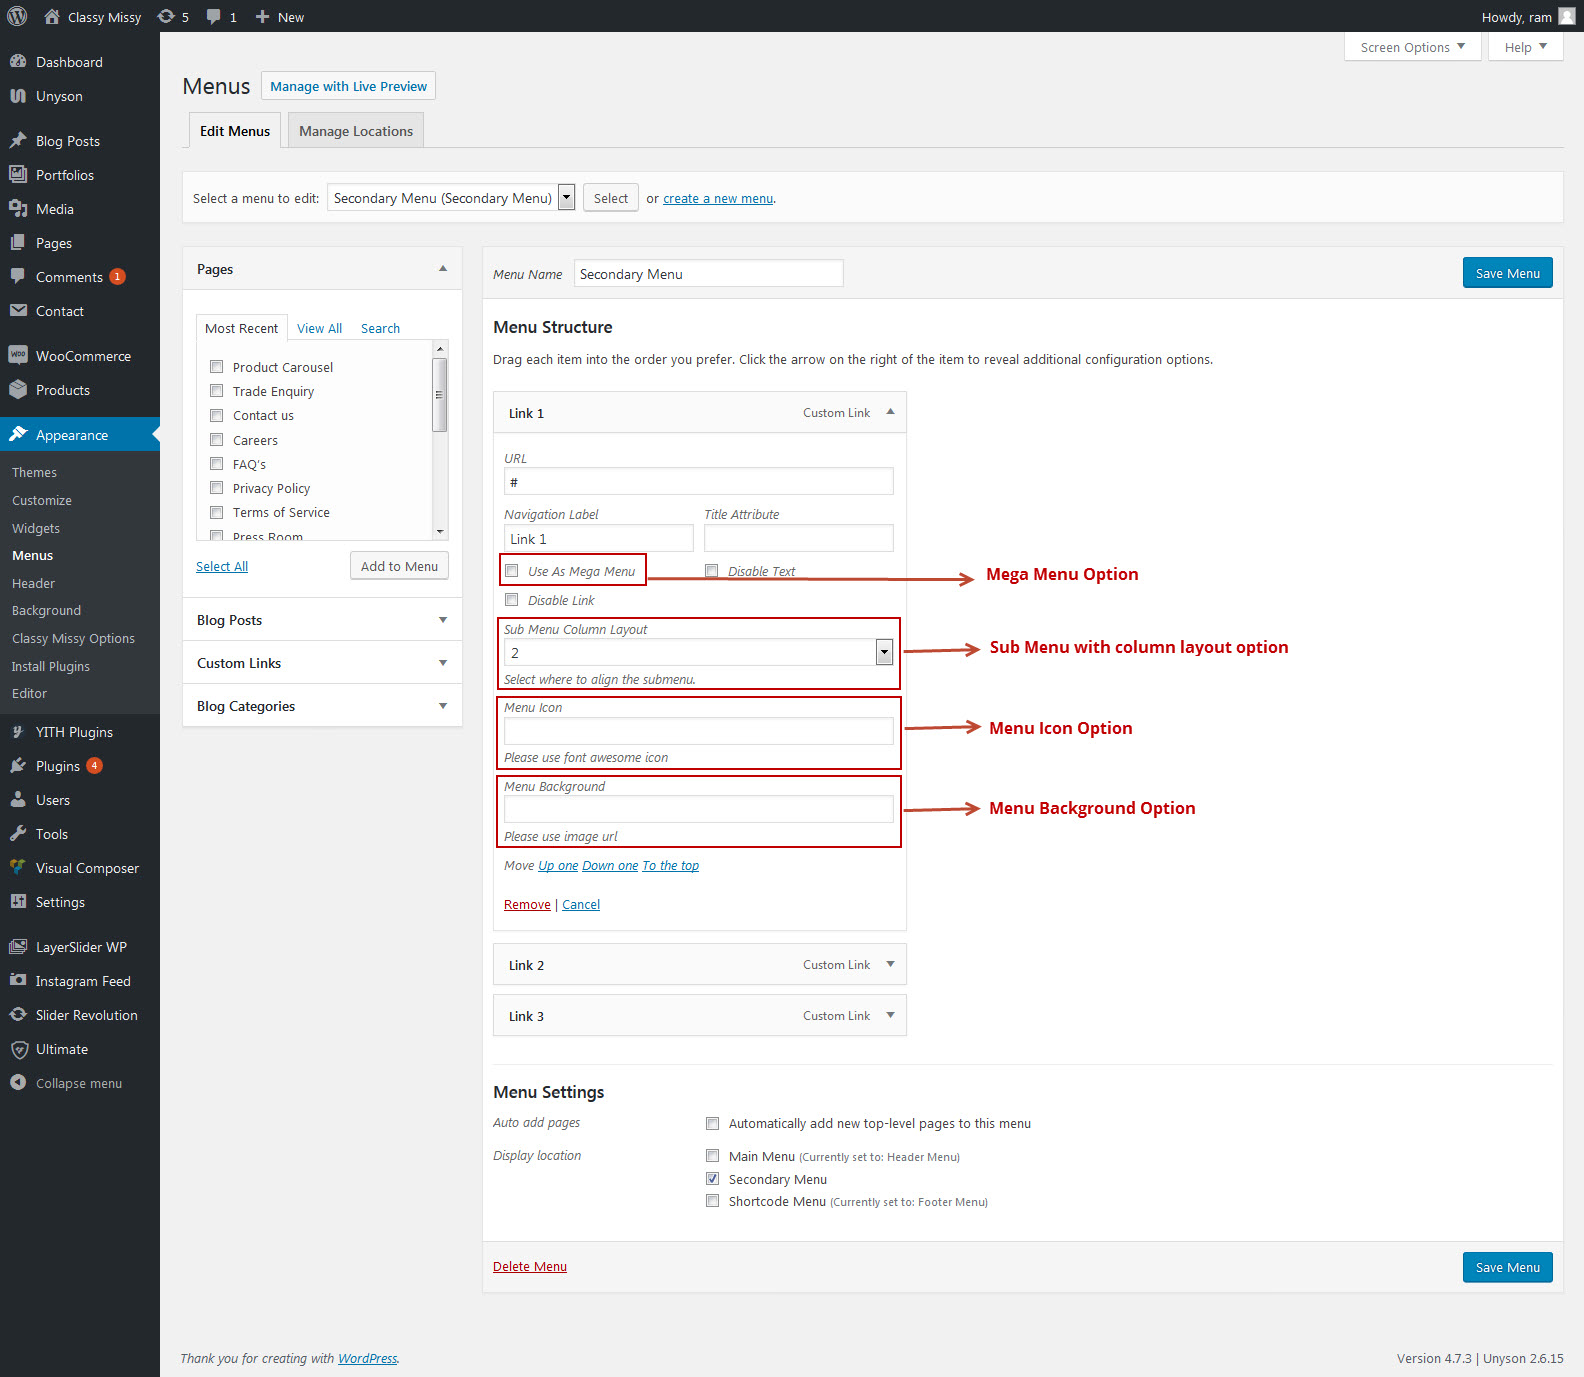 Classy Missy 5 1 New Howdy, ram
Screen Options Help
Dashboard
Unyson
Blog Posts
Portfolios
Media
Pages
Comments 1
Contact
WooCommerce
Products
Appearance
Themes
Customize
Widgets
Menus
Header
Background
Classy Missy Options
Install Plugins
Editor
YITH Plugins
Plugins 4
Users
Tools
Visual Composer
Settings
LayerSlider WP
Instagram Feed
Slider Revolution
Ultimate
Collapse menu
Menus Manage with Live Preview
Edit Menus Manage Locations
Select a menu to edit: Secondary Menu (Secondary Menu) Select or create a new menu.
Pages
Most Recent View All Search
Product Carousel
Trade Enquiry
Contact us
Careers
FAQ's
Privacy Policy
Terms of Service
Press Room
Select All Add to Menu
Blog Posts
Custom Links
Blog Categories
Menu Name Secondary Menu Save Menu
Menu Structure
Drag each item into the order you prefer. Click the arrow on the right of the item to reveal additional configuration options.
Link 1 Custom Link
URL
#
Navigation Label Title Attribute
Link 1
Use As Mega Menu Disable Text Mega Menu Option
Disable Link
Sub Menu Column Layout
2 Sub Menu with column layout option
Select where to align the submenu.
Menu Icon
Menu Icon Option
Please use font awesome icon
Menu Background
Menu Background Option
Please use image url
Move Up one Down one To the top
Remove | Cancel
Link 2 Custom Link
Link 3 Custom Link
Menu Settings
Auto add pages Automatically add new top-level pages to this menu
Display location Main Menu (Currently set to: Header Menu)
Secondary Menu
Shortcode Menu (Currently set to: Footer Menu)
Delete Menu Save Menu
Thank you for creating with WordPress. Version 4.7.3 | Unyson 2.6.15